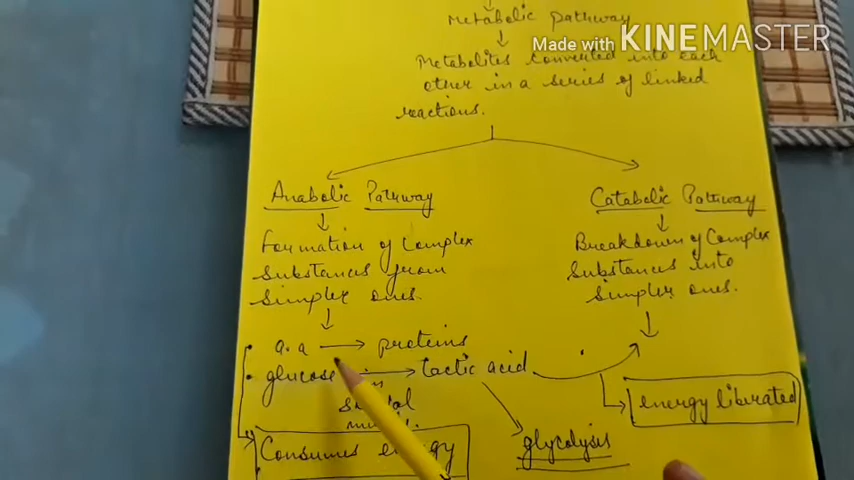 Metabolic pathway
Made with KINEMASTER
Metabolites converted into each
other in a series of linked
reactions.
Anabolic Pathway
Catabolic Pathway
Formation of Complex
Substances from
Simpler ones.
Breakdown of Complex
Substances into
Simpler ones.
a.a → proteins
glucose → lactic acid
energy liberated
glycolysis
Consumes energy